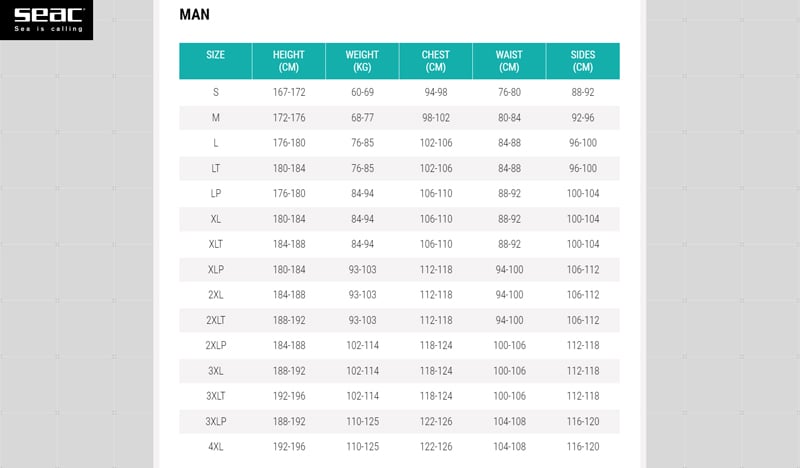 seac
Sea is calling
MAN
SIZE HEIGHT (CM) WEIGHT (KG) CHEST (CM) WAIST (CM) SIDES (CM)
S 167-172 60-69 94-98 76-80 88-92
M 172-176 68-77 98-102 80-84 92-96
L 176-180 76-85 102-106 84-88 96-100
LT 180-184 76-85 102-106 84-88 96-100
LP 176-180 84-94 106-110 88-92 100-104
XL 180-184 84-94 106-110 88-92 100-104
XLT 184-188 84-94 106-110 88-92 100-104
XLP 180-184 93-103 112-118 94-100 106-112
2XL 184-188 93-103 112-118 94-100 106-112
2XLT 188-192 93-103 112-118 94-100 106-112
2XLP 184-188 102-114 118-124 100-106 112-118
3XL 188-192 102-114 118-124 100-106 112-118
3XLT 192-196 102-114 118-124 100-106 112-118
3XLP 188-192 110-125 122-126 104-108 116-120
4XL 192-196 110-125 122-126 104-108 116-120